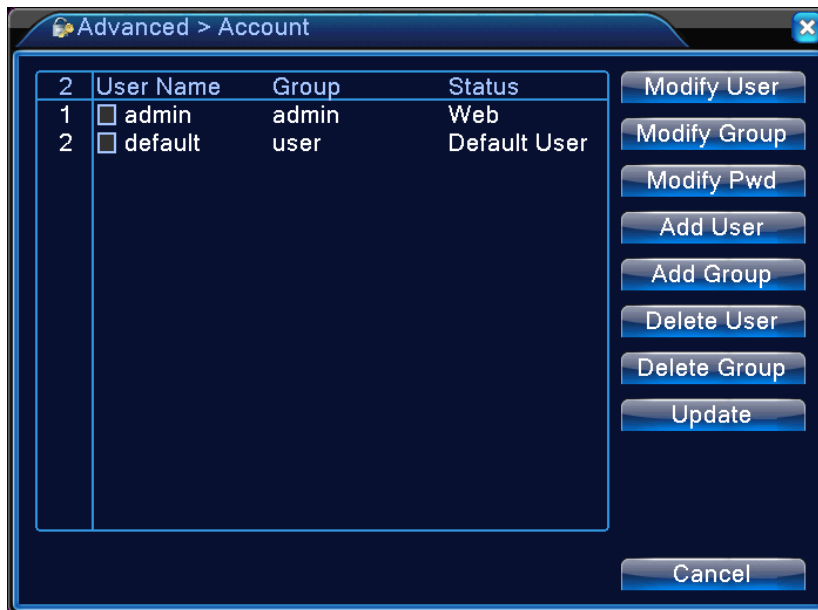 Advanced > Account
2 User Name Group Status
1 admin admin Web
2 default user Default User
Modify User
Modify Group
Modify Pwd
Add User
Add Group
Delete User
Delete Group
Update
Cancel